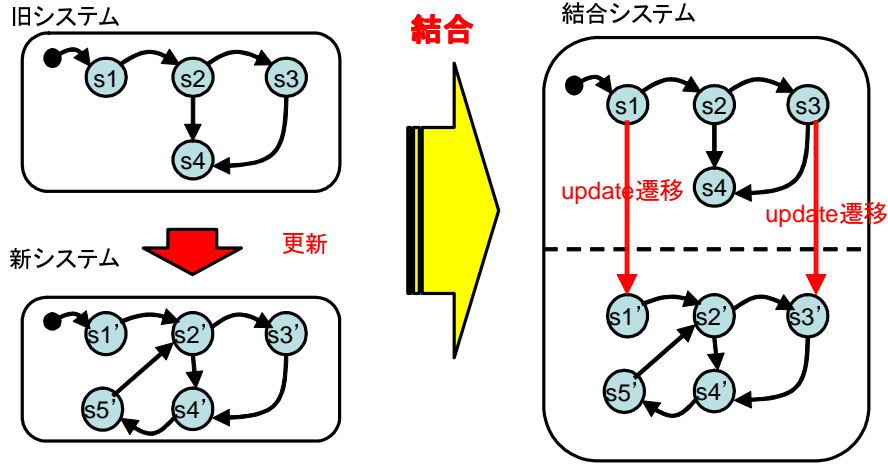 旧システム
s1
s2
s3
s4
更新
新システム
s1’
s2’
s3’
s5’
s4’
結合
結合システム
s1
s2
s3
s4
update遷移
update遷移
s1’
s2’
s3’
s5’
s4’